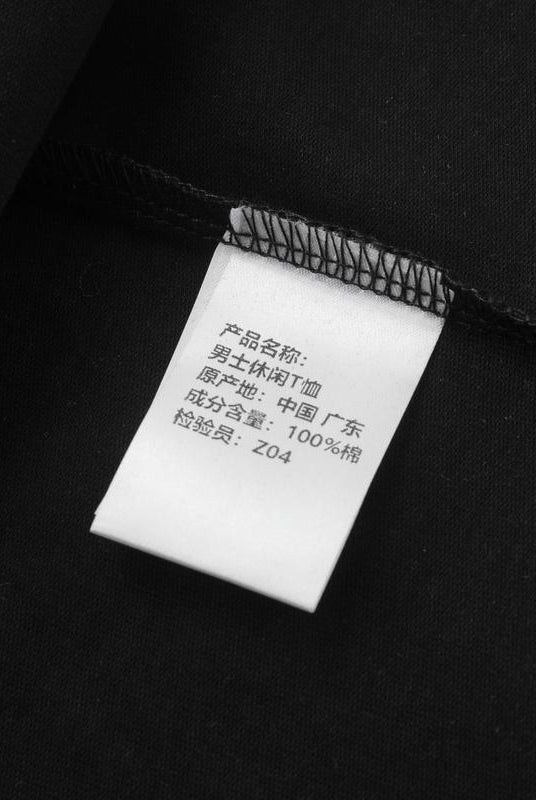 产品名称：
男士休闲T恤
原产地：中国 广东
成分含量：100%棉
检验员：Z04